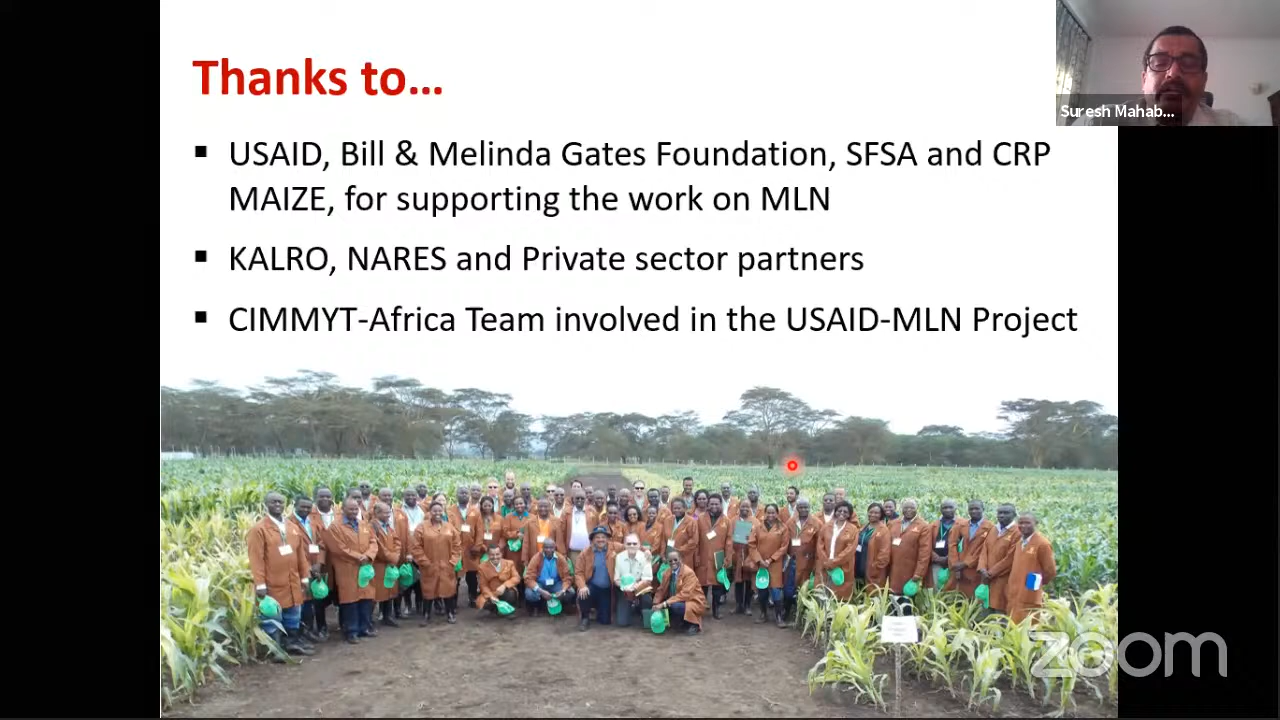 Thanks to...
Suresh Mahab...
▪ USAID, Bill & Melinda Gates Foundation, SFSA and CRP
MAIZE, for supporting the work on MLN
▪ KALRO, NARES and Private sector partners
▪ CIMMYT-Africa Team involved in the USAID-MLN Project
zoom